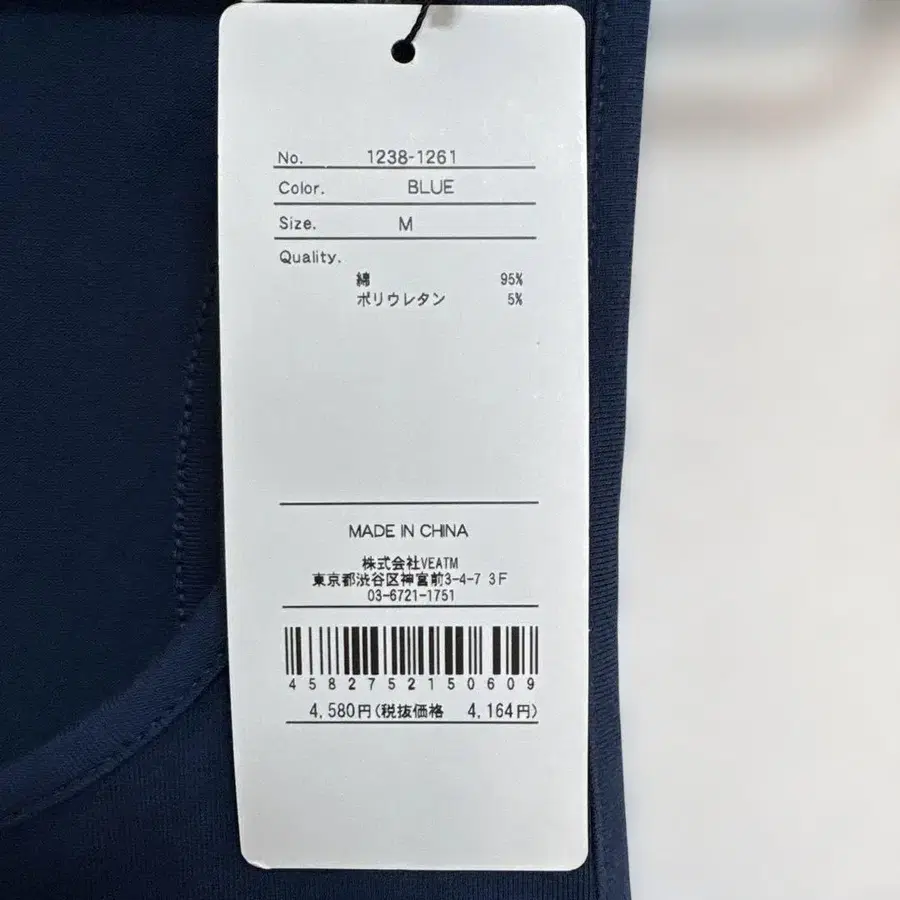 No. 1238-1261
Color. BLUE
Size. M
Quality.
綿 95%
ポリウレタン 5%
MADE IN CHINA
株式会社VEATM
東京都渋谷区神宮前3-4-7 3F
03-6721-1751
4582752150609
4,580円(税抜価格 4,164円)